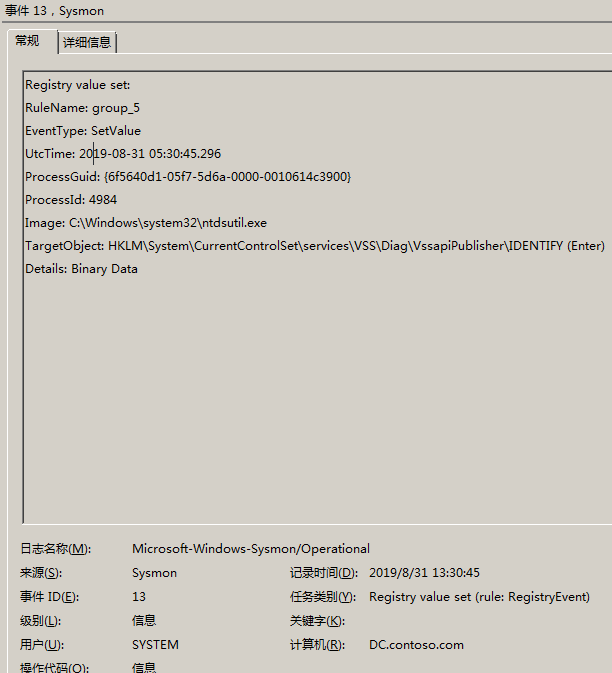 事件 13，Sysmon
常规 详细信息
Registry value set:
RuleName: group_5
EventType: SetValue
UtcTime: 2019-08-31 05:30:45.296
ProcessGuid: {6f5640d1-05f7-5d6a-0000-0010614c3900}
ProcessId: 4984
Image: C:\Windows\system32\ntdsutil.exe
TargetObject: HKLM\System\CurrentControlSet\services\VSS\Diag\VssapiPublisher\IDENTIFY (Enter)
Details: Binary Data
日志名称(M): Microsoft-Windows-Sysmon/Operational
来源(S): Sysmon 记录时间(D): 2019/8/31 13:30:45
事件 ID(E): 13 任务类别(Y): Registry value set (rule: RegistryEvent)
级别(L): 信息 关键字(K):
用户(U): SYSTEM 计算机(R): DC.contoso.com
操作代码(O): 信息